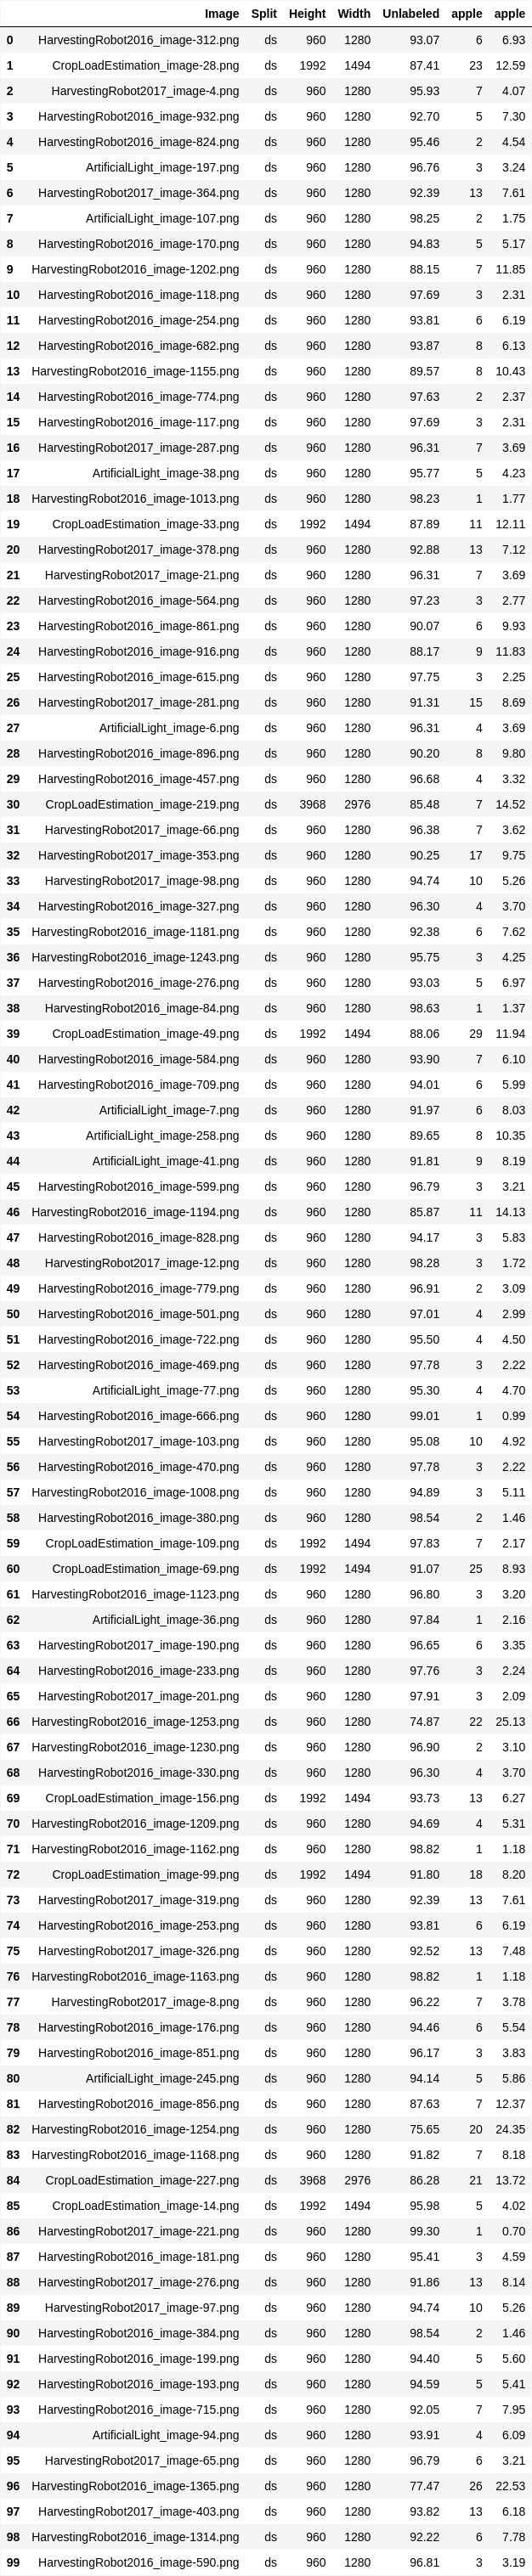 Image Split Height Width Unlabeled apple apple
0 HarvestingRobot2016_image-312.png ds 960 1280 93.07 6 6.93
1 CropLoadEstimation_image-28.png ds 1992 1494 87.41 23 12.59
2 HarvestingRobot2017_image-4.png ds 960 1280 95.93 7 4.07
3 HarvestingRobot2016_image-932.png ds 960 1280 92.70 5 7.30
4 HarvestingRobot2016_image-824.png ds 960 1280 95.46 2 4.54
5 ArtificialLight_image-197.png ds 960 1280 96.76 3 3.24
6 HarvestingRobot2017_image-364.png ds 960 1280 92.39 13 7.61
7 ArtificialLight_image-107.png ds 960 1280 98.25 2 1.75
8 HarvestingRobot2016_image-170.png ds 960 1280 94.83 5 5.17
9 HarvestingRobot2016_image-1202.png ds 960 1280 88.15 7 11.85
10 HarvestingRobot2016_image-118.png ds 960 1280 97.69 3 2.31
11 HarvestingRobot2016_image-254.png ds 960 1280 93.81 6 6.19
12 HarvestingRobot2016_image-682.png ds 960 1280 93.87 8 6.13
13 HarvestingRobot2016_image-1155.png ds 960 1280 89.57 8 10.43
14 HarvestingRobot2016_image-774.png ds 960 1280 97.63 2 2.37
15 HarvestingRobot2016_image-117.png ds 960 1280 97.69 3 2.31
16 HarvestingRobot2017_image-287.png ds 960 1280 96.31 7 3.69
17 ArtificialLight_image-38.png ds 960 1280 95.77 5 4.23
18 HarvestingRobot2016_image-1013.png ds 960 1280 98.23 1 1.77
19 CropLoadEstimation_image-33.png ds 1992 1494 87.89 11 12.11
20 HarvestingRobot2017_image-378.png ds 960 1280 92.88 13 7.12
21 HarvestingRobot2017_image-21.png ds 960 1280 96.31 7 3.69
22 HarvestingRobot2016_image-564.png ds 960 1280 97.23 3 2.77
23 HarvestingRobot2016_image-861.png ds 960 1280 90.07 6 9.93
24 HarvestingRobot2016_image-916.png ds 960 1280 88.17 9 11.83
25 HarvestingRobot2016_image-615.png ds 960 1280 97.75 3 2.25
26 HarvestingRobot2017_image-281.png ds 960 1280 91.31 15 8.69
27 ArtificialLight_image-6.png ds 960 1280 96.31 4 3.69
28 HarvestingRobot2016_image-896.png ds 960 1280 90.20 8 9.80
29 HarvestingRobot2016_image-457.png ds 960 1280 96.68 4 3.32
30 CropLoadEstimation_image-219.png ds 3968 2976 85.48 7 14.52
31 HarvestingRobot2017_image-66.png ds 960 1280 96.38 7 3.62
32 HarvestingRobot2017_image-353.png ds 960 1280 90.25 17 9.75
33 HarvestingRobot2017_image-98.png ds 960 1280 94.74 10 5.26
34 HarvestingRobot2016_image-327.png ds 960 1280 96.30 4 3.70
35 HarvestingRobot2016_image-1181.png ds 960 1280 92.38 6 7.62
36 HarvestingRobot2016_image-1243.png ds 960 1280 95.75 3 4.25
37 HarvestingRobot2016_image-276.png ds 960 1280 93.03 5 6.97
38 HarvestingRobot2016_image-84.png ds 960 1280 98.63 1 1.37
39 CropLoadEstimation_image-49.png ds 1992 1494 88.06 29 11.94
40 HarvestingRobot2016_image-584.png ds 960 1280 93.90 7 6.10
41 HarvestingRobot2016_image-709.png ds 960 1280 94.01 6 5.99
42 ArtificialLight_image-7.png ds 960 1280 91.97 6 8.03
43 ArtificialLight_image-258.png ds 960 1280 89.65 8 10.35
44 ArtificialLight_image-41.png ds 960 1280 91.81 9 8.19
45 HarvestingRobot2016_image-599.png ds 960 1280 96.79 3 3.21
46 HarvestingRobot2016_image-1194.png ds 960 1280 85.87 11 14.13
47 HarvestingRobot2016_image-828.png ds 960 1280 94.17 3 5.83
48 HarvestingRobot2017_image-12.png ds 960 1280 98.28 3 1.72
49 HarvestingRobot2016_image-779.png ds 960 1280 96.91 2 3.09
50 HarvestingRobot2016_image-501.png ds 960 1280 97.01 4 2.99
51 HarvestingRobot2016_image-722.png ds 960 1280 95.50 4 4.50
52 HarvestingRobot2016_image-469.png ds 960 1280 97.78 3 2.22
53 ArtificialLight_image-77.png ds 960 1280 95.30 4 4.70
54 HarvestingRobot2016_image-666.png ds 960 1280 99.01 1 0.99
55 HarvestingRobot2017_image-103.png ds 960 1280 95.08 10 4.92
56 HarvestingRobot2016_image-470.png ds 960 1280 97.78 3 2.22
57 HarvestingRobot2016_image-1008.png ds 960 1280 94.89 3 5.11
58 HarvestingRobot2016_image-380.png ds 960 1280 98.54 2 1.46
59 CropLoadEstimation_image-109.png ds 1992 1494 97.83 7 2.17
60 CropLoadEstimation_image-69.png ds 1992 1494 91.07 25 8.93
61 HarvestingRobot2016_image-1123.png ds 960 1280 96.80 3 3.20
62 ArtificialLight_image-36.png ds 960 1280 97.84 1 2.16
63 HarvestingRobot2017_image-190.png ds 960 1280 96.65 6 3.35
64 HarvestingRobot2016_image-233.png ds 960 1280 97.76 3 2.24
65 HarvestingRobot2017_image-201.png ds 960 1280 97.91 3 2.09
66 HarvestingRobot2016_image-1253.png ds 960 1280 74.87 22 25.13
67 HarvestingRobot2016_image-1230.png ds 960 1280 96.90 2 3.10
68 HarvestingRobot2016_image-330.png ds 960 1280 96.30 4 3.70
69 CropLoadEstimation_image-156.png ds 1992 1494 93.73 13 6.27
70 HarvestingRobot2016_image-1209.png ds 960 1280 94.69 4 5.31
71 HarvestingRobot2016_image-1162.png ds 960 1280 98.82 1 1.18
72 CropLoadEstimation_image-99.png ds 1992 1494 91.80 18 8.20
73 HarvestingRobot2017_image-319.png ds 960 1280 92.39 13 7.61
74 HarvestingRobot2016_image-253.png ds 960 1280 93.81 6 6.19
75 HarvestingRobot2017_image-326.png ds 960 1280 92.52 13 7.48
76 HarvestingRobot2016_image-1163.png ds 960 1280 98.82 1 1.18
77 HarvestingRobot2017_image-8.png ds 960 1280 96.22 7 3.78
78 HarvestingRobot2016_image-176.png ds 960 1280 94.46 6 5.54
79 HarvestingRobot2016_image-851.png ds 960 1280 96.17 3 3.83
80 ArtificialLight_image-245.png ds 960 1280 94.14 5 5.86
81 HarvestingRobot2016_image-856.png ds 960 1280 87.63 7 12.37
82 HarvestingRobot2016_image-1254.png ds 960 1280 75.65 20 24.35
83 HarvestingRobot2016_image-1168.png ds 960 1280 91.82 7 8.18
84 CropLoadEstimation_image-227.png ds 3968 2976 86.28 21 13.72
85 CropLoadEstimation_image-14.png ds 1992 1494 95.98 5 4.02
86 HarvestingRobot2017_image-221.png ds 960 1280 99.30 1 0.70
87 HarvestingRobot2016_image-181.png ds 960 1280 95.41 3 4.59
88 HarvestingRobot2017_image-276.png ds 960 1280 91.86 13 8.14
89 HarvestingRobot2017_image-97.png ds 960 1280 94.74 10 5.26
90 HarvestingRobot2016_image-384.png ds 960 1280 98.54 2 1.46
91 HarvestingRobot2016_image-199.png ds 960 1280 94.40 5 5.60
92 HarvestingRobot2016_image-193.png ds 960 1280 94.59 5 5.41
93 HarvestingRobot2016_image-715.png ds 960 1280 92.05 7 7.95
94 ArtificialLight_image-94.png ds 960 1280 93.91 4 6.09
95 HarvestingRobot2017_image-65.png ds 960 1280 96.79 6 3.21
96 HarvestingRobot2016_image-1365.png ds 960 1280 77.47 26 22.53
97 HarvestingRobot2017_image-403.png ds 960 1280 93.82 13 6.18
98 HarvestingRobot2016_image-1314.png ds 960 1280 92.22 6 7.78
99 HarvestingRobot2016_image-590.png ds 960 1280 96.81 3 3.19